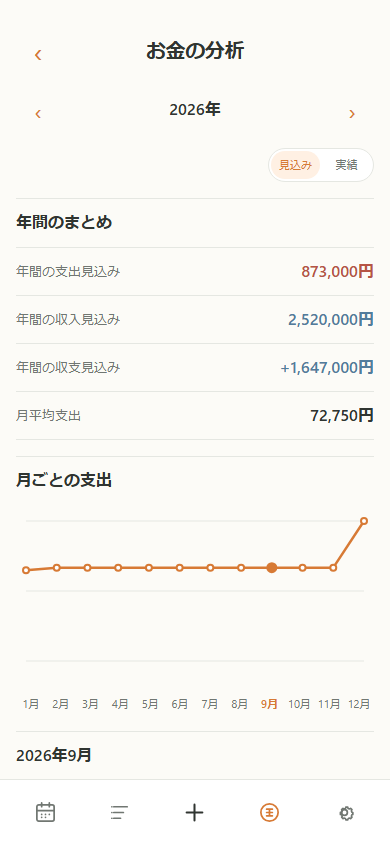 お金の分析
2026年
見込み 実績
年間のまとめ
年間の支出見込み 873,000円
年間の収入見込み 2,520,000円
年間の収支見込み +1,647,000円
月平均支出 72,750円
月ごとの支出
1月 2月 3月 4月 5月 6月 7月 8月 9月 10月 11月 12月
2026年9月